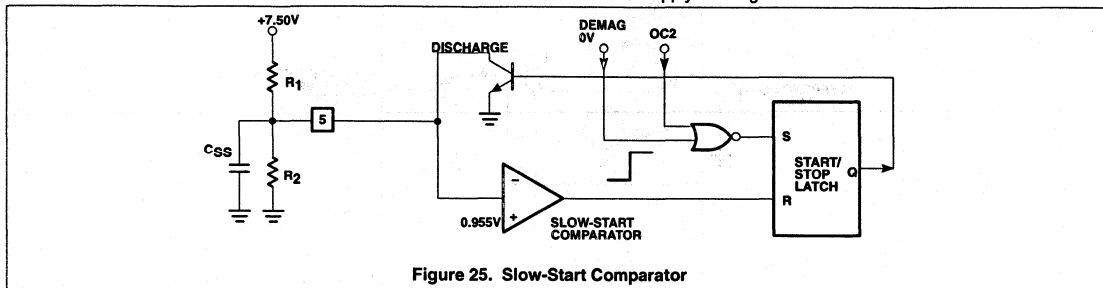 +7.50V
DEMAG
0V
OC2
DISCHARGE
R1
5
CSS
R2
S
START/
STOP
LATCH
Q
R
0.955V
−
+
SLOW-START
COMPARATOR
Figure 25. Slow-Start Comparator